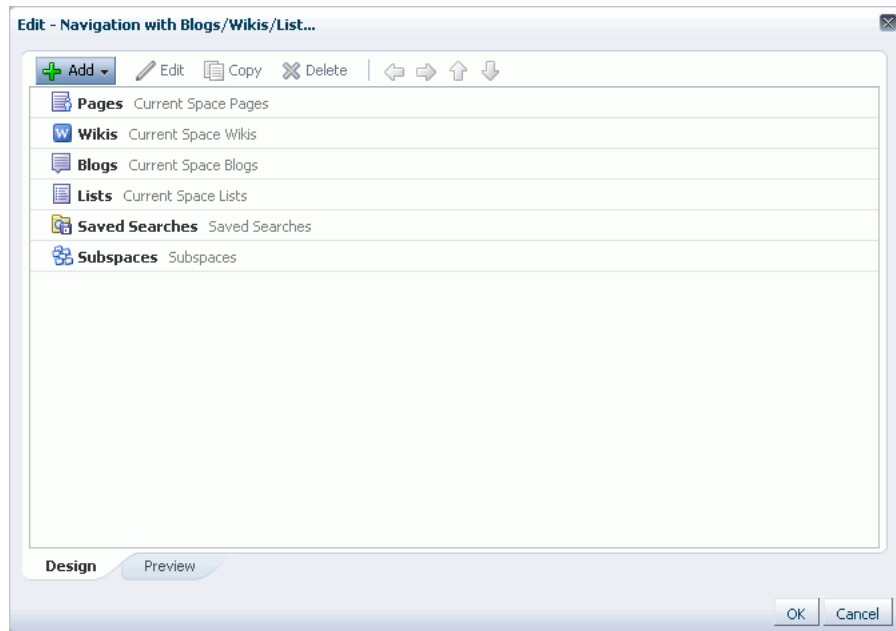 Edit - Navigation with Blogs/Wikis/List...
Add Edit Copy Delete
Pages Current Space Pages
W Wikis Current Space Wikis
Blogs Current Space Blogs
Lists Current Space Lists
Saved Searches Saved Searches
Subspaces Subspaces
Design Preview
OK Cancel